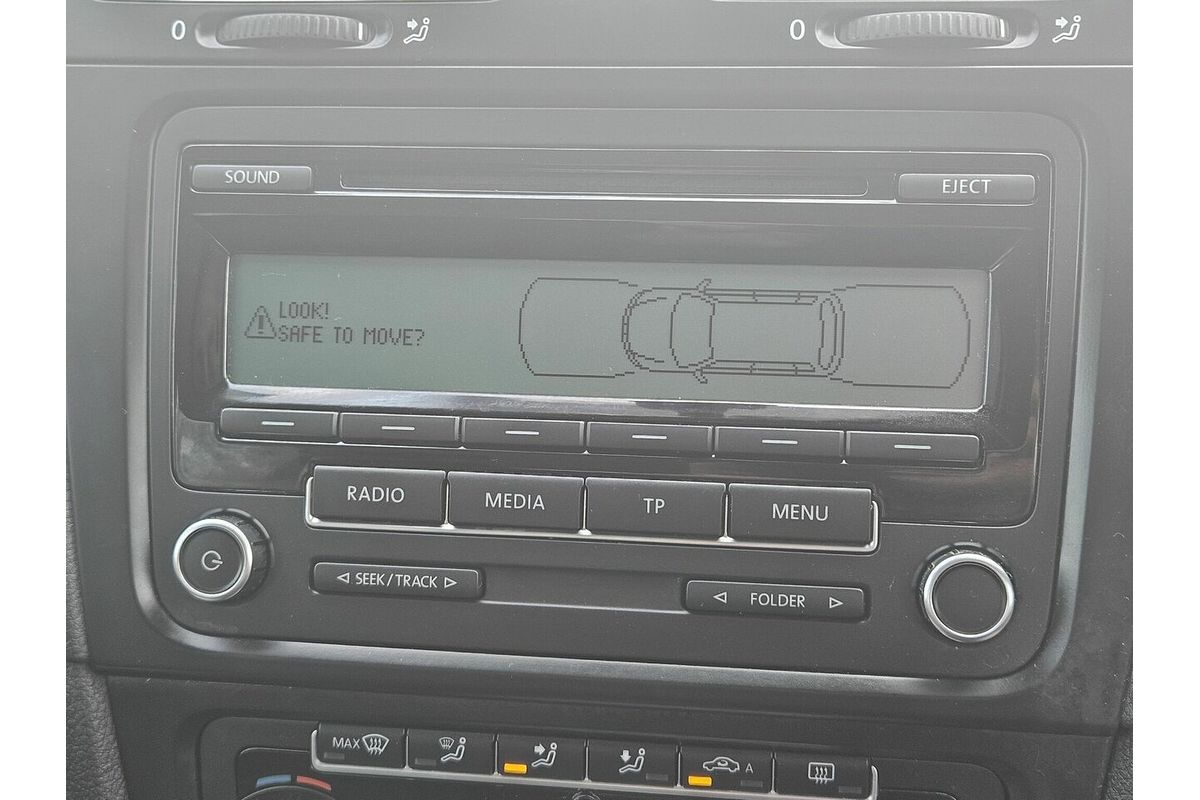 0
0
SOUND
EJECT
LOOK!
SAFE TO MOVE?
RADIO
MEDIA
TP
MENU
SEEK/TRACK
FOLDER
MAX
A